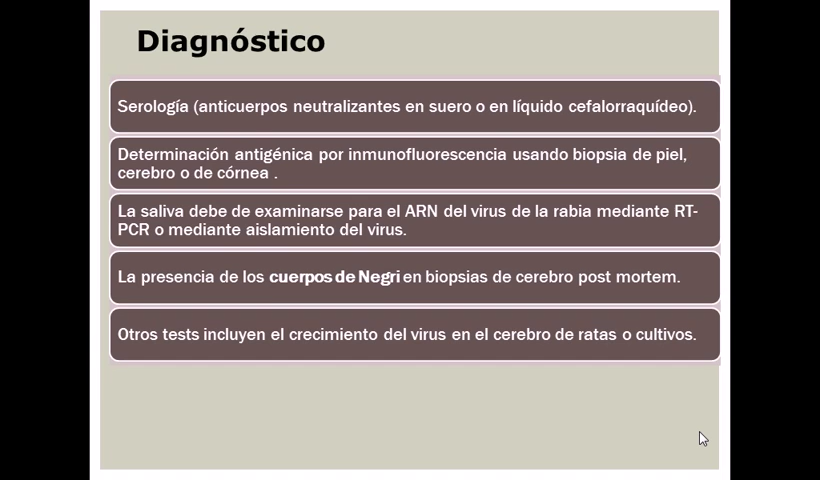 Diagnóstico
Serología (anticuerpos neutralizantes en suero o en líquido cefalorraquídeo).
Determinación antigénica por inmunofluorescencia usando biopsia de piel,
cerebro o de córnea .
La saliva debe de examinarse para el ARN del virus de la rabia mediante RT-
PCR o mediante aislamiento del virus.
La presencia de los cuerpos de Negri en biopsias de cerebro post mortem.
Otros tests incluyen el crecimiento del virus en el cerebro de ratas o cultivos.